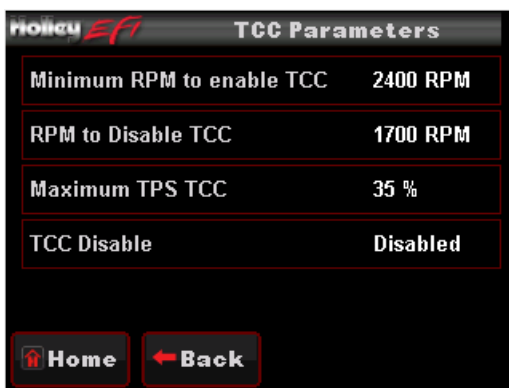 Holley EFI TCC Parameters
Minimum RPM to enable TCC 2400 RPM
RPM to Disable TCC 1700 RPM
Maximum TPS TCC 35 %
TCC Disable Disabled
Home Back